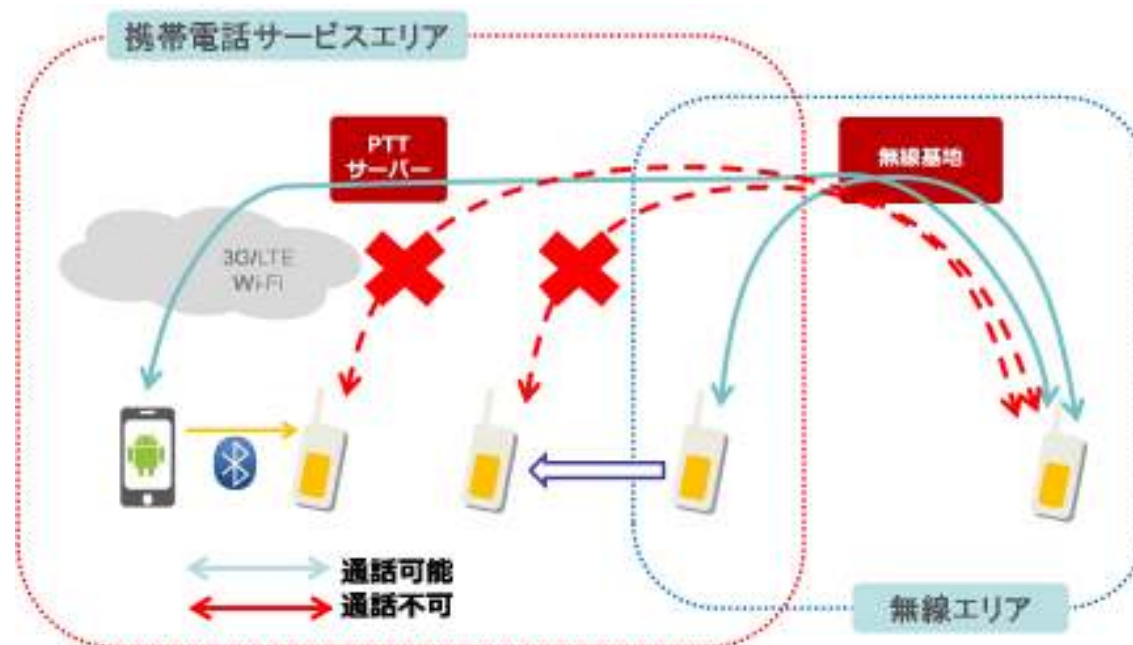 携帯電話サービスエリア
PTT
サーバー
無線基地
3G/LTE
Wi-Fi
通話可能
通話不可
無線エリア